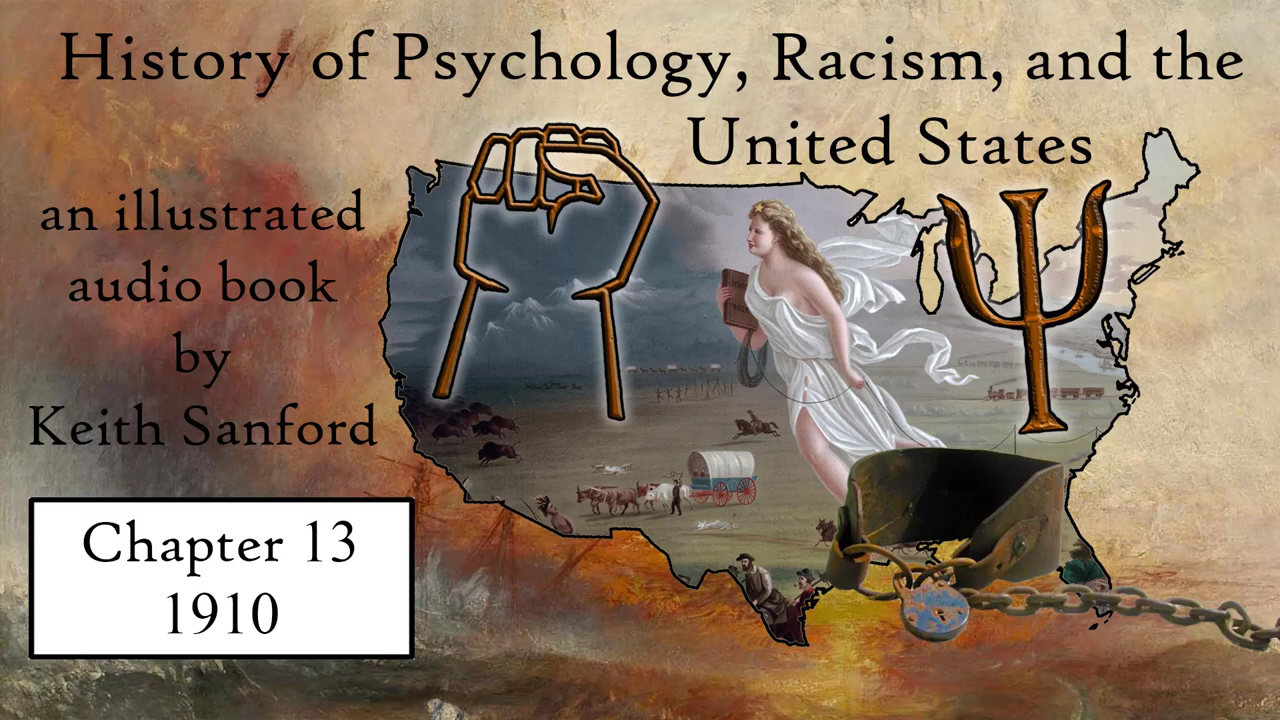 History of Psychology, Racism, and the
United States
an illustrated
audio book
by
Keith Sanford
Chapter 13
1910